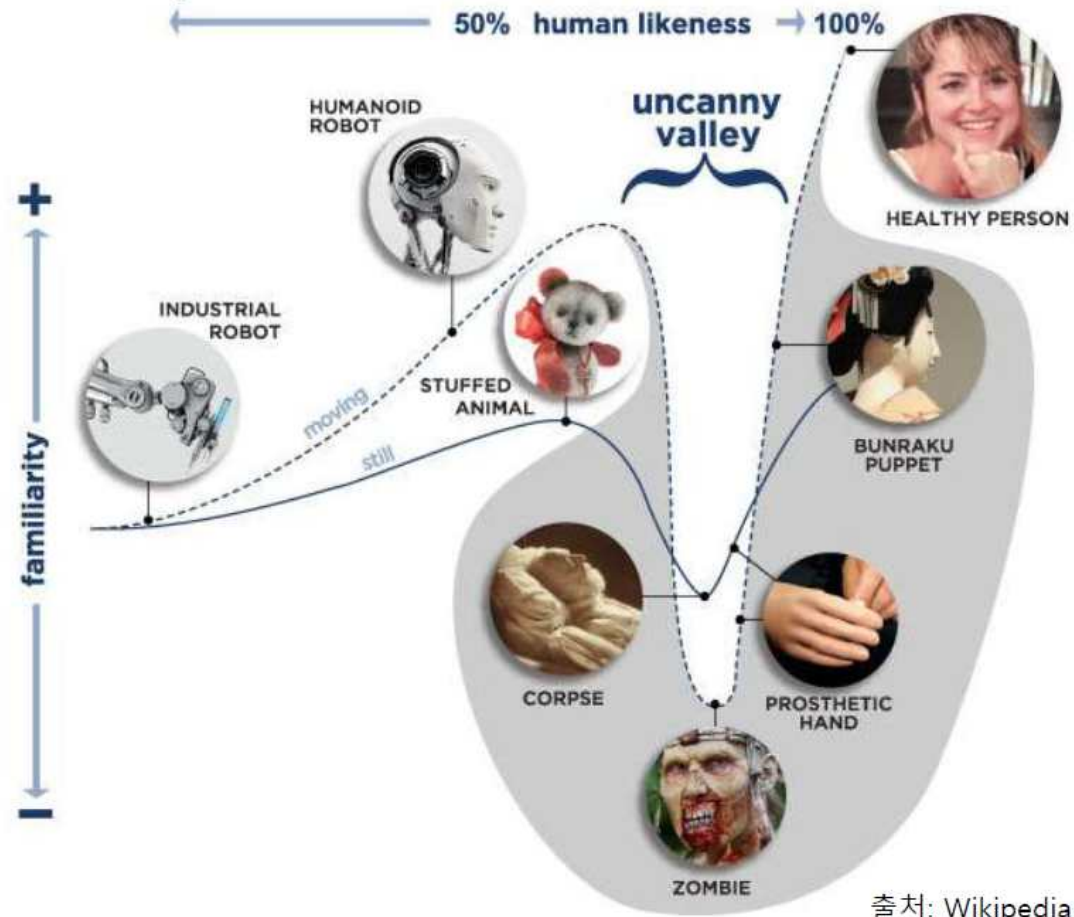 50% human likeness 100%
HUMANOID
ROBOT
uncanny
valley
HEALTHY PERSON
+
INDUSTRIAL
ROBOT
STUFFED
ANIMAL
moving
still
BUNRAKU
PUPPET
familiarity
CORPSE
PROSTHETIC
HAND
ZOMBIE
출처: Wikipedia